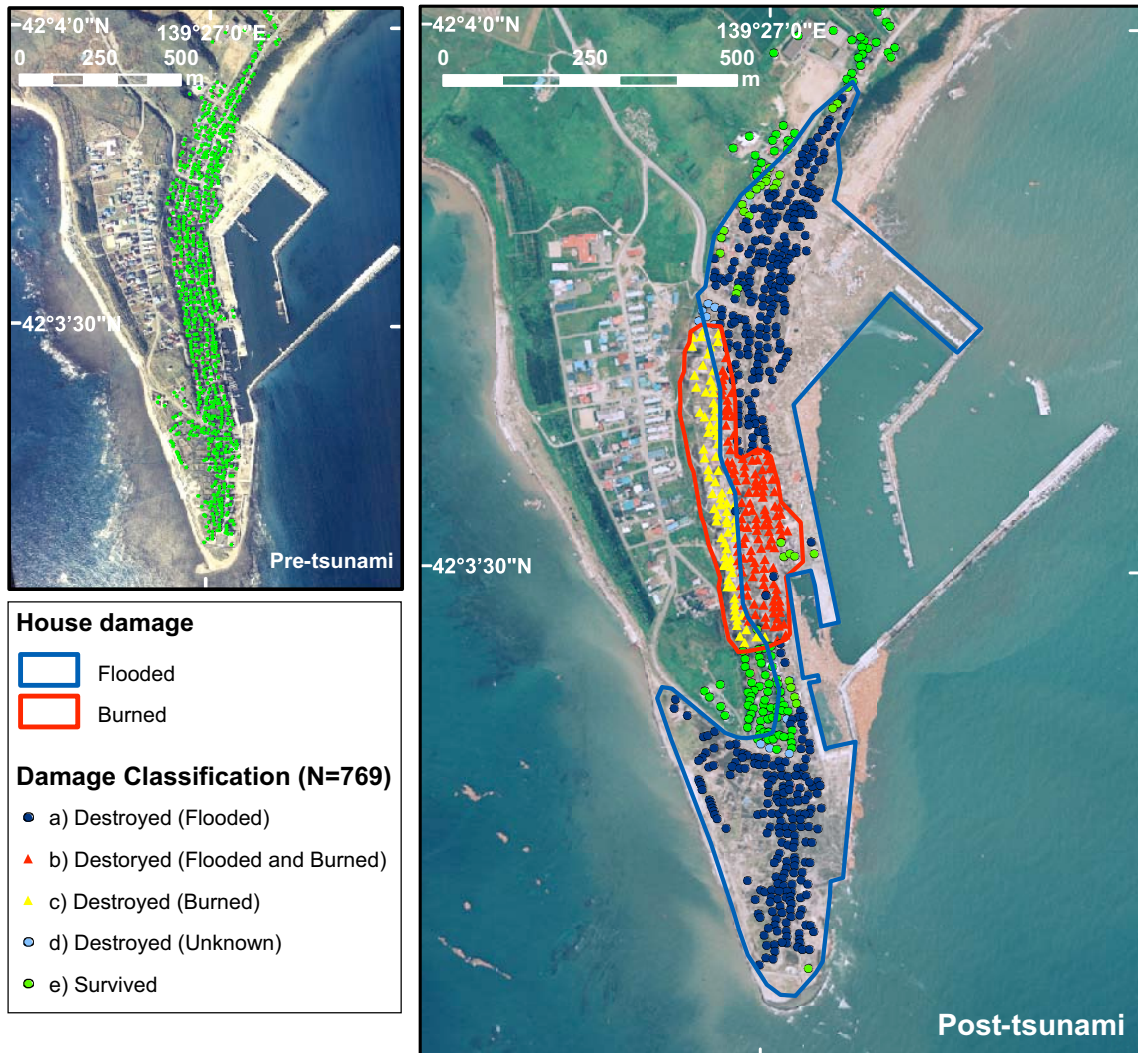 42°4'0"N
139°27'0"E
0 250 500
m
42°3'30"N
Pre-tsunami
House damage
Flooded
Burned
Damage Classification (N=769)
a) Destroyed (Flooded)
b) Destoryed (Flooded and Burned)
c) Destroyed (Burned)
d) Destroyed (Unknown)
e) Survived
42°4'0"N
139°27'0"E
0 250 500
m
42°3'30"N
Post-tsunami